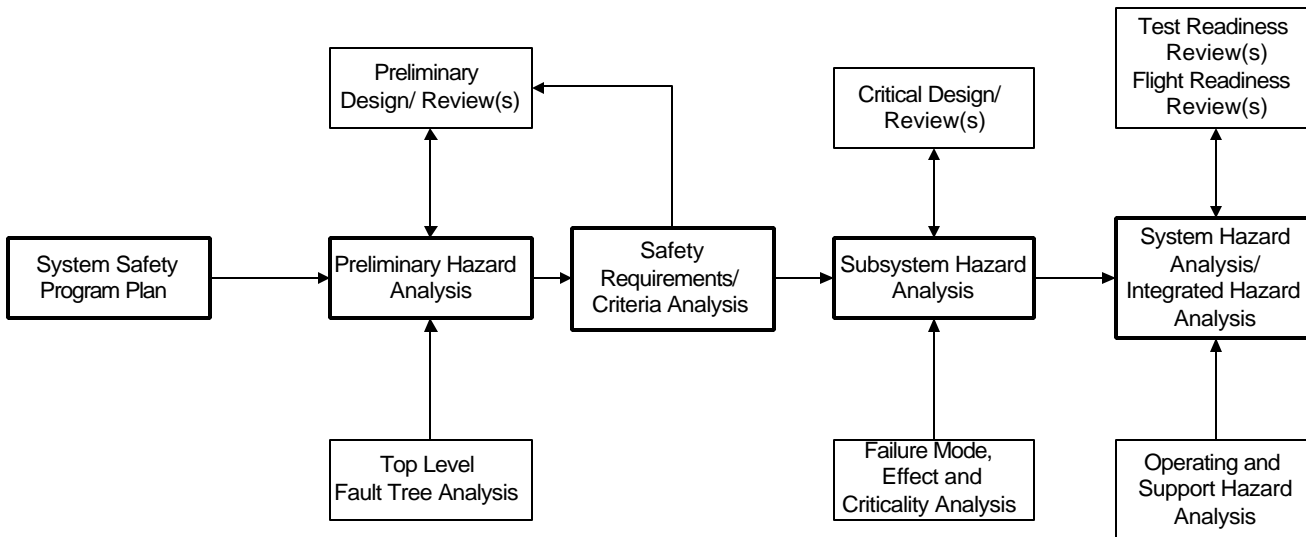 Preliminary
Design/ Review(s)
Critical Design/
Review(s)
Test Readiness
Review(s)
Flight Readiness
Review(s)
System Safety
Program Plan
Preliminary Hazard
Analysis
Safety
Requirements/
Criteria Analysis
Subsystem Hazard
Analysis
System Hazard
Analysis/
Integrated Hazard
Analysis
Top Level
Fault Tree Analysis
Failure Mode,
Effect and
Criticality Analysis
Operating and
Support Hazard
Analysis